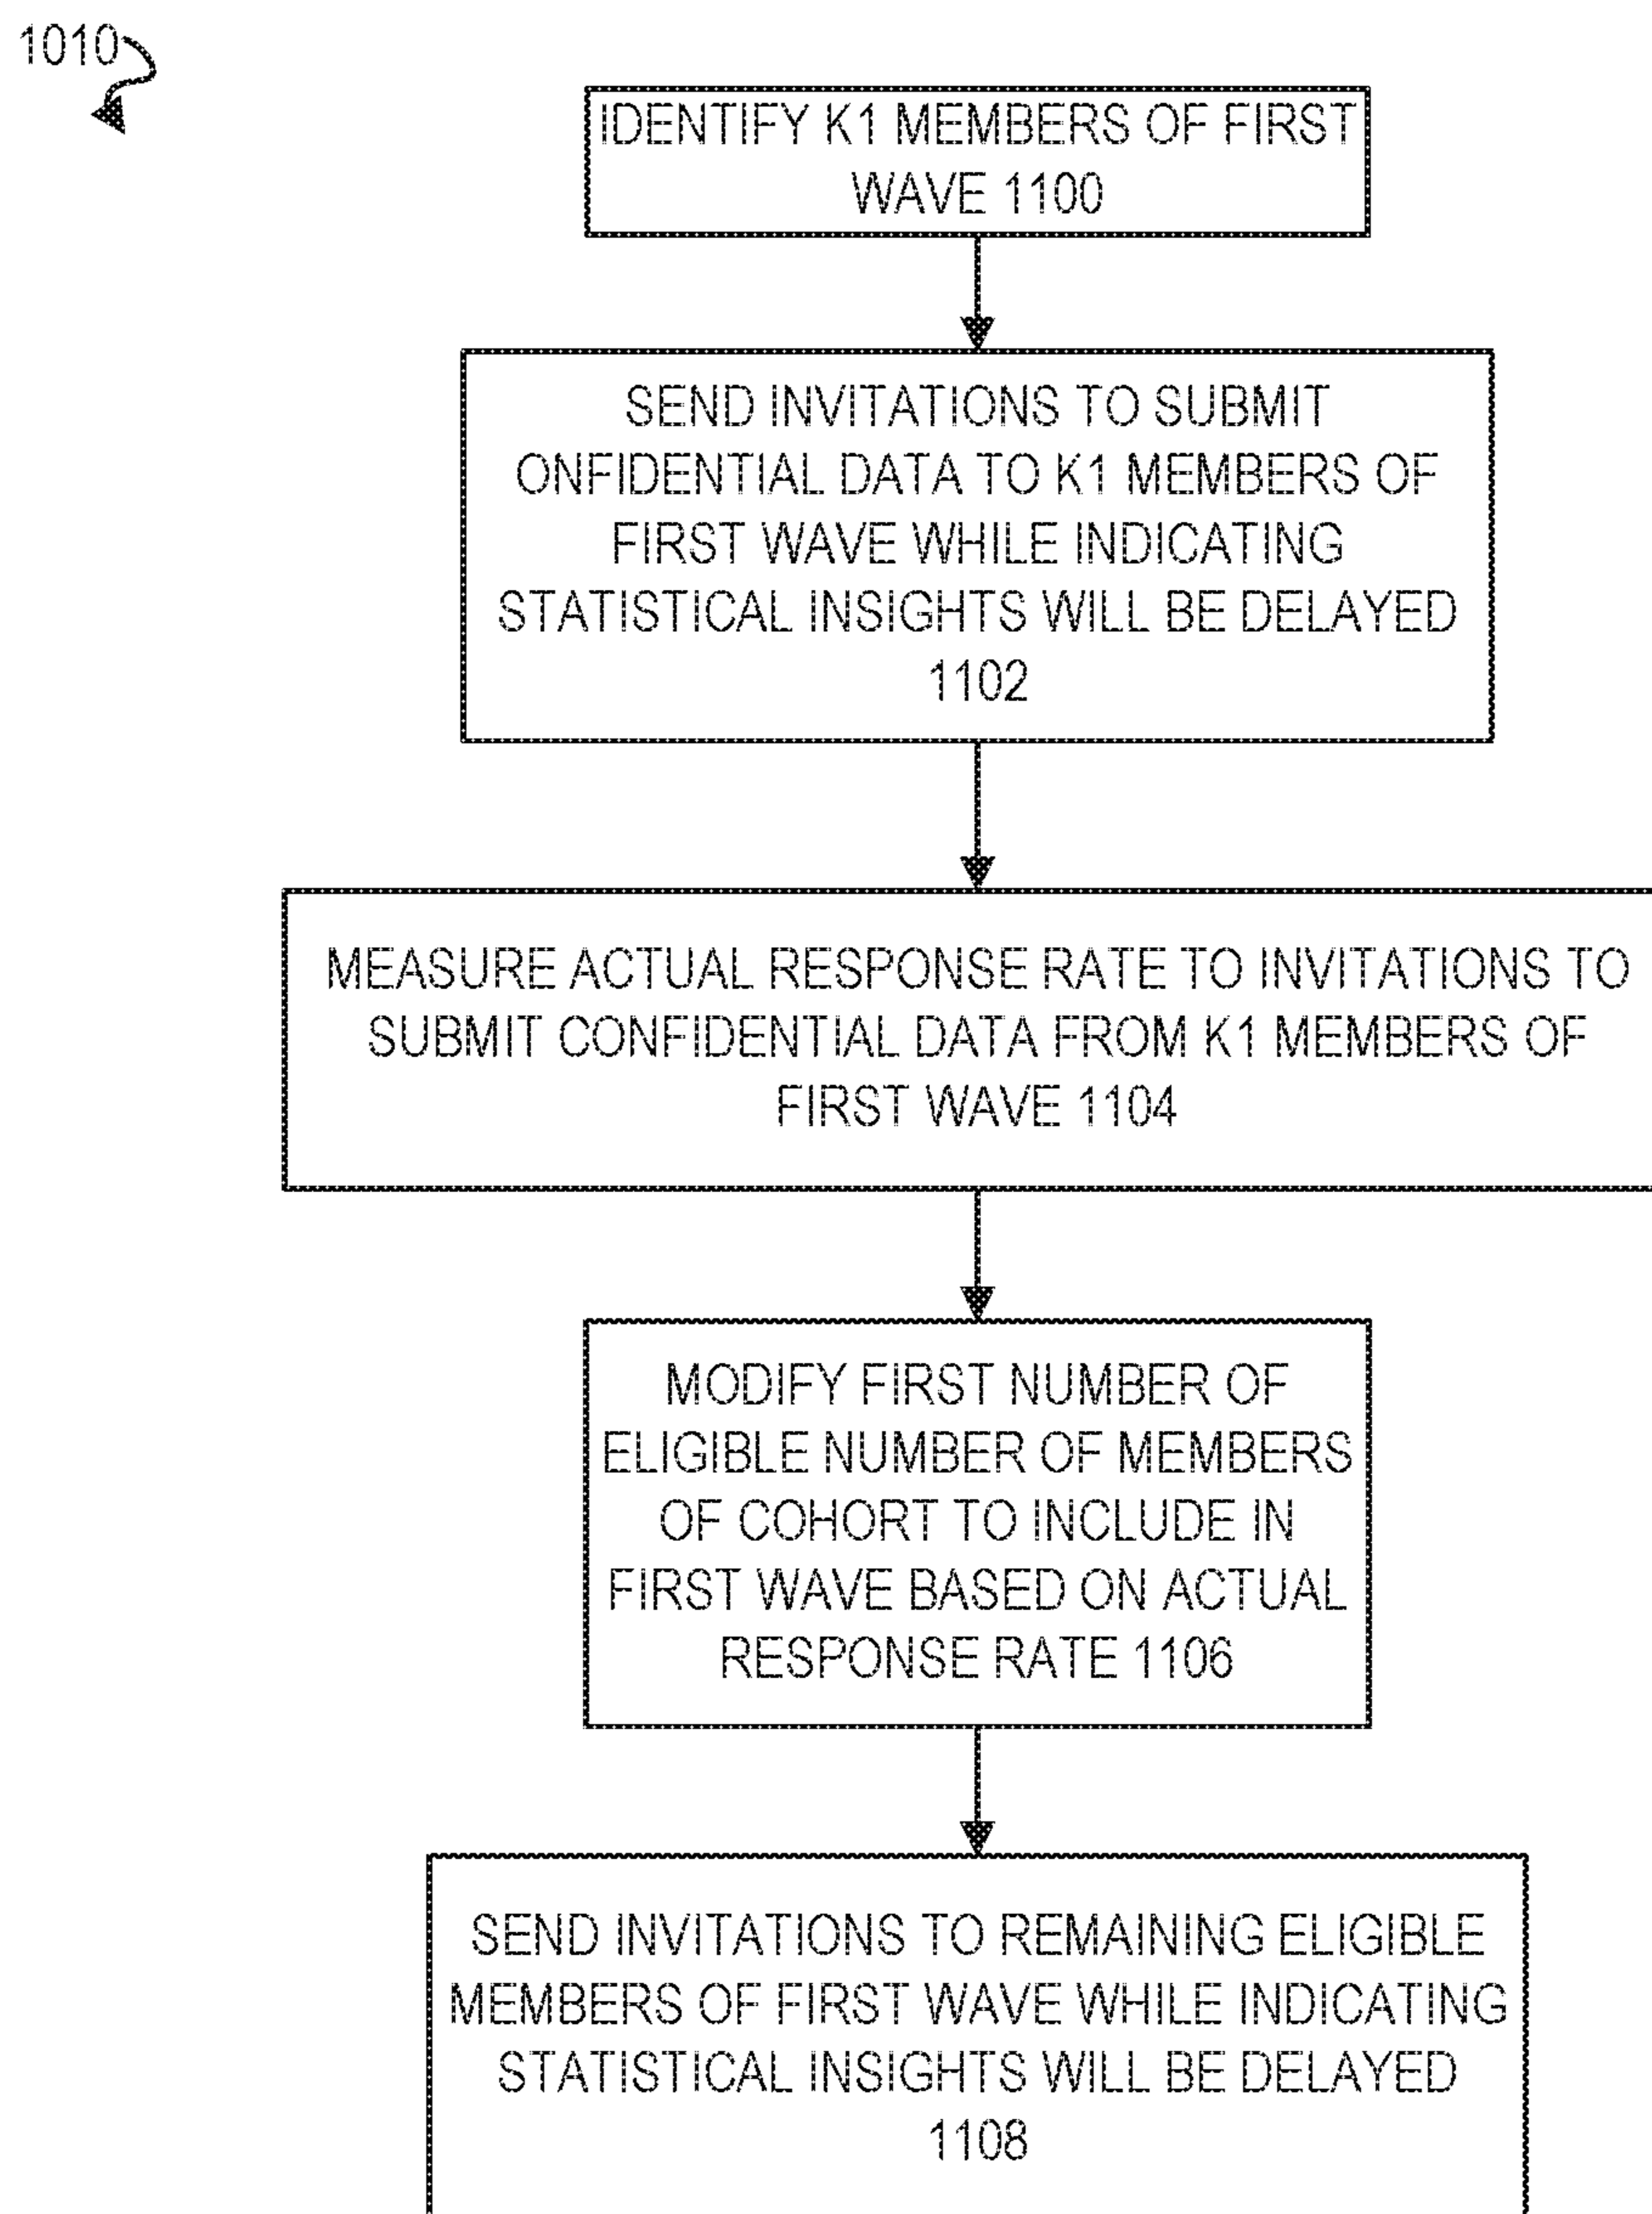 1010
IDENTIFY K1 MEMBERS OF FIRST
WAVE 1100
SEND INVITATIONS TO SUBMIT
ONFIDENTIAL DATA TO K1 MEMBERS OF
FIRST WAVE WHILE INDICATING
STATISTICAL INSIGHTS WILL BE DELAYED
1102
MEASURE ACTUAL RESPONSE RATE TO INVITATIONS TO
SUBMIT CONFIDENTIAL DATA FROM K1 MEMBERS OF
FIRST WAVE 1104
MODIFY FIRST NUMBER OF
ELIGIBLE NUMBER OF MEMBERS
OF COHORT TO INCLUDE IN
FIRST WAVE BASED ON ACTUAL
RESPONSE RATE 1106
SEND INVITATIONS TO REMAINING ELIGIBLE
MEMBERS OF FIRST WAVE WHILE INDICATING
STATISTICAL INSIGHTS WILL BE DELAYED
1108